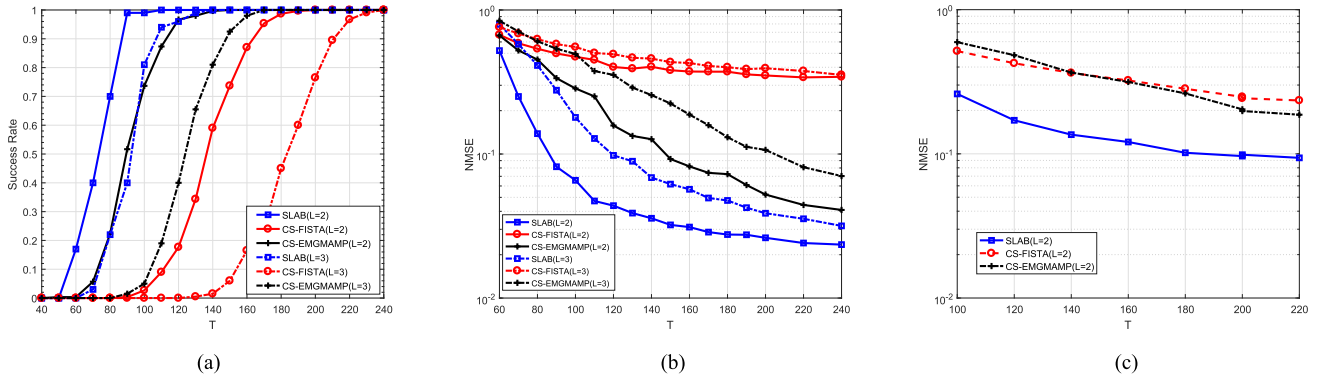 1
0.9
0.8
0.7
0.6
0.5
0.4
0.3
0.2
0.1
0
Success Rate
40 60 80 100 120 140 160 180 200 220 240
T
SLAB(L=2)
CS-FISTA(L=2)
CS-EMGMAMP(L=2)
SLAB(L=3)
CS-FISTA(L=3)
CS-EMGMAMP(L=3)
(a)
10^0
10^-1
10^-2
NMSE
60 80 100 120 140 160 180 200 220 240
T
SLAB(L=2)
CS-FISTA(L=2)
CS-EMGMAMP(L=2)
SLAB(L=3)
CS-FISTA(L=3)
CS-EMGMAMP(L=3)
(b)
10^0
10^-1
10^-2
NMSE
100 120 140 160 180 200 220
T
SLAB(L=2)
CS-FISTA(L=2)
CS-EMGMAMP(L=2)
(c)